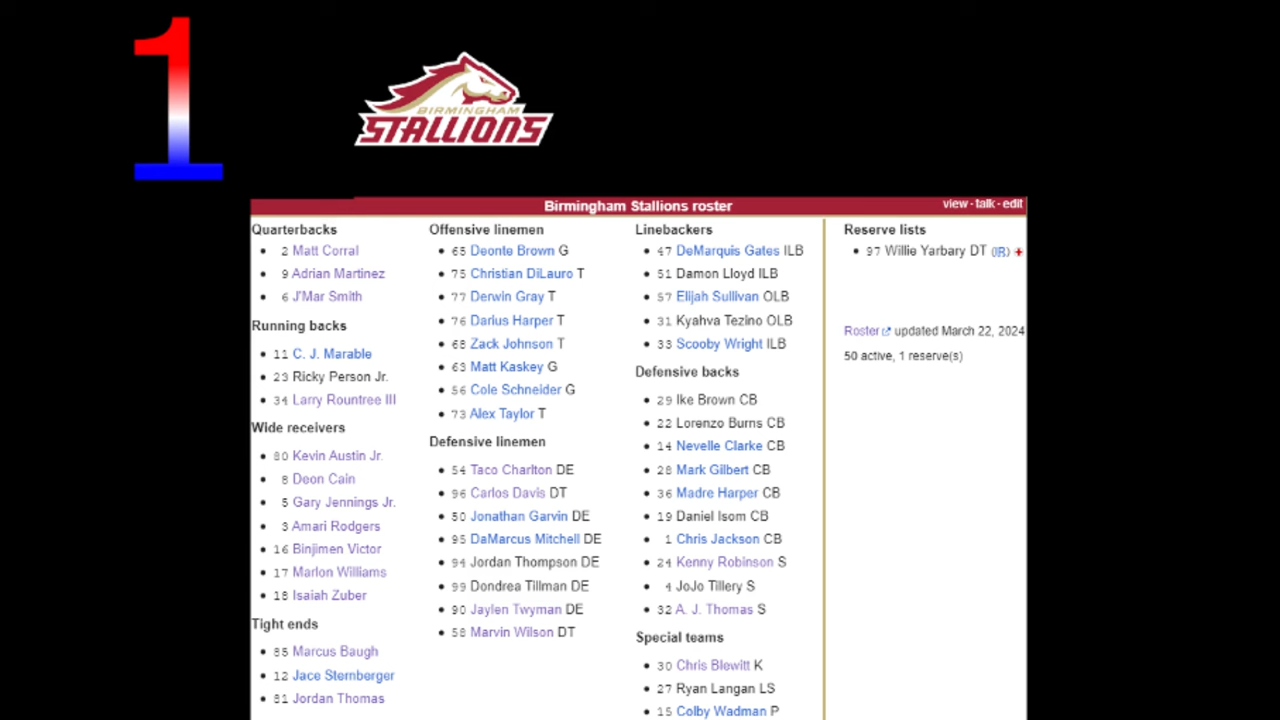 1
BIRMINGHAM
STALLIONS
Birmingham Stallions roster
view · talk · edit
Quarterbacks
2 Matt Corral
9 Adrian Martinez
6 J'Mar Smith
Running backs
11 C. J. Marable
23 Ricky Person Jr.
34 Larry Rountree III
Wide receivers
80 Kevin Austin Jr.
8 Deon Cain
5 Gary Jennings Jr.
3 Amari Rodgers
16 Binjimen Victor
17 Marlon Williams
18 Isaiah Zuber
Tight ends
85 Marcus Baugh
12 Jace Sternberger
81 Jordan Thomas
Offensive linemen
65 Deonte Brown G
75 Christian DiLauro T
77 Derwin Gray T
76 Darius Harper T
68 Zack Johnson T
63 Matt Kaskey G
56 Cole Schneider G
73 Alex Taylor T
Defensive linemen
54 Taco Charlton DE
96 Carlos Davis DT
50 Jonathan Garvin DE
95 DaMarcus Mitchell DE
94 Jordan Thompson DE
99 Dondrea Tillman DE
90 Jaylen Twyman DE
58 Marvin Wilson DT
Linebackers
47 DeMarquis Gates ILB
51 Damon Lloyd ILB
57 Elijah Sullivan OLB
31 Kyahva Tezino OLB
33 Scooby Wright ILB
Defensive backs
29 Ike Brown CB
22 Lorenzo Burns CB
14 Nevelle Clarke CB
28 Mark Gilbert CB
36 Madre Harper CB
19 Daniel Isom CB
1 Chris Jackson CB
24 Kenny Robinson S
4 JoJo Tillery S
32 A. J. Thomas S
Special teams
30 Chris Blewitt K
27 Ryan Langan LS
15 Colby Wadman P
Reserve lists
97 Willie Yarbary DT (IR)
Roster updated March 22, 2024
50 active, 1 reserve(s)